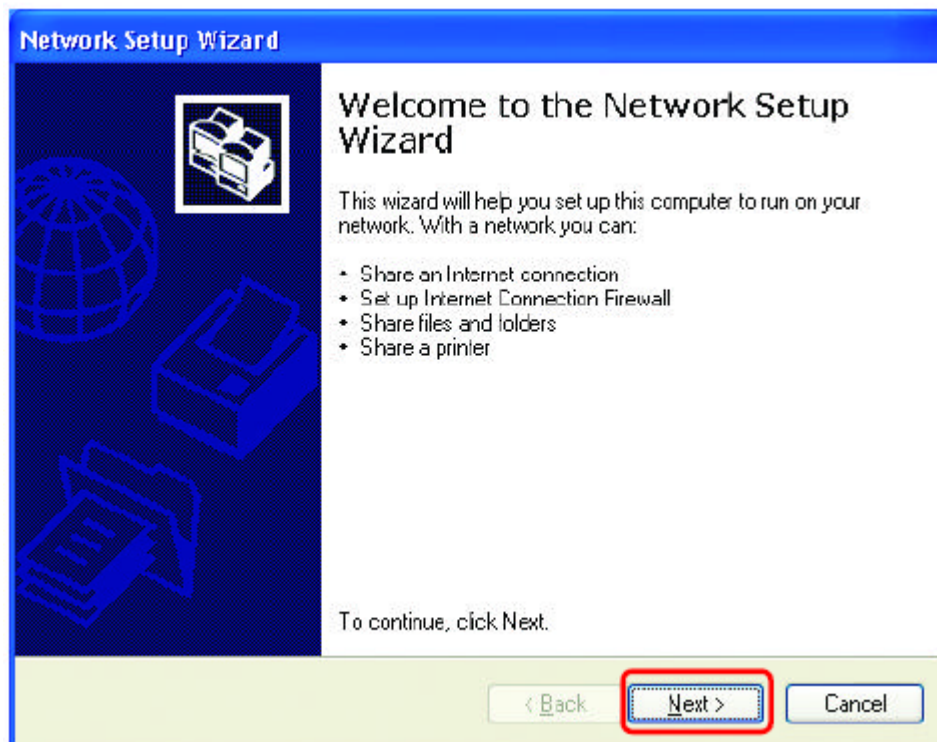 Network Setup Wizard
Welcome to the Network Setup
Wizard
This wizard will help you set up this computer to run on your
network. With a network you can:
• Share an Internet connection
• Set up Internet Connection Firewall
• Share files and folders
• Share a printer
To continue, click Next.
< Back Next > Cancel